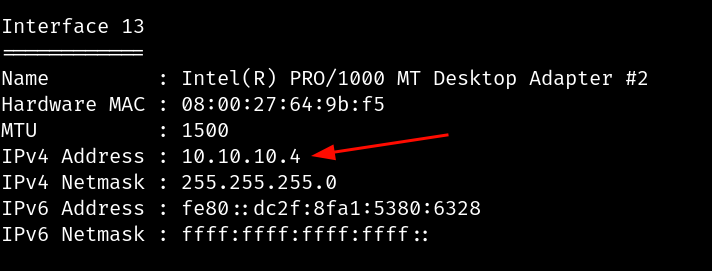 Interface 13
============
Name         : Intel(R) PRO/1000 MT Desktop Adapter #2
Hardware MAC : 08:00:27:64:9b:f5
MTU          : 1500
IPv4 Address : 10.10.10.4
IPv4 Netmask : 255.255.255.0
IPv6 Address : fe80::dc2f:8fa1:5380:6328
IPv6 Netmask : ffff:ffff:ffff:ffff::